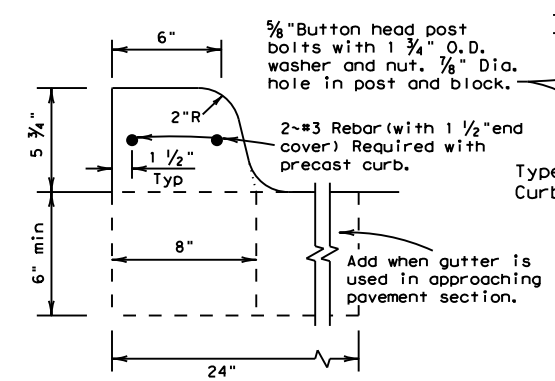 6"
⅝"Button head post
bolts with 1 ¾" O.D.
washer and nut. ⅞" Dia.
hole in post and block.
2"R
5 ¾"
2~#3 Rebar(with 1 ½"end
cover) Required with
precast curb.
1 ½"
Typ
Type
Curb
6" min
8"
Add when gutter is
used in approaching
pavement section.
24"